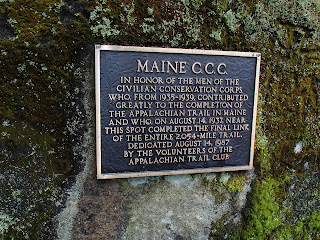 MAINE C.C.C.
IN HONOR OF THE MEN OF THE
CIVILIAN CONSERVATION CORPS,
WHO, FROM 1935-1939, CONTRIBUTED
GREATLY TO THE COMPLETION OF
THE APPALACHIAN TRAIL IN MAINE
AND WHO, ON AUGUST 14, 1937, NEAR
THIS SPOT COMPLETED THE FINAL LINK
OF THE ENTIRE 2,054-MILE TRAIL.
DEDICATED AUGUST 14, 1987
BY THE VOLUNTEERS OF THE
APPALACHIAN TRAIL CLUB